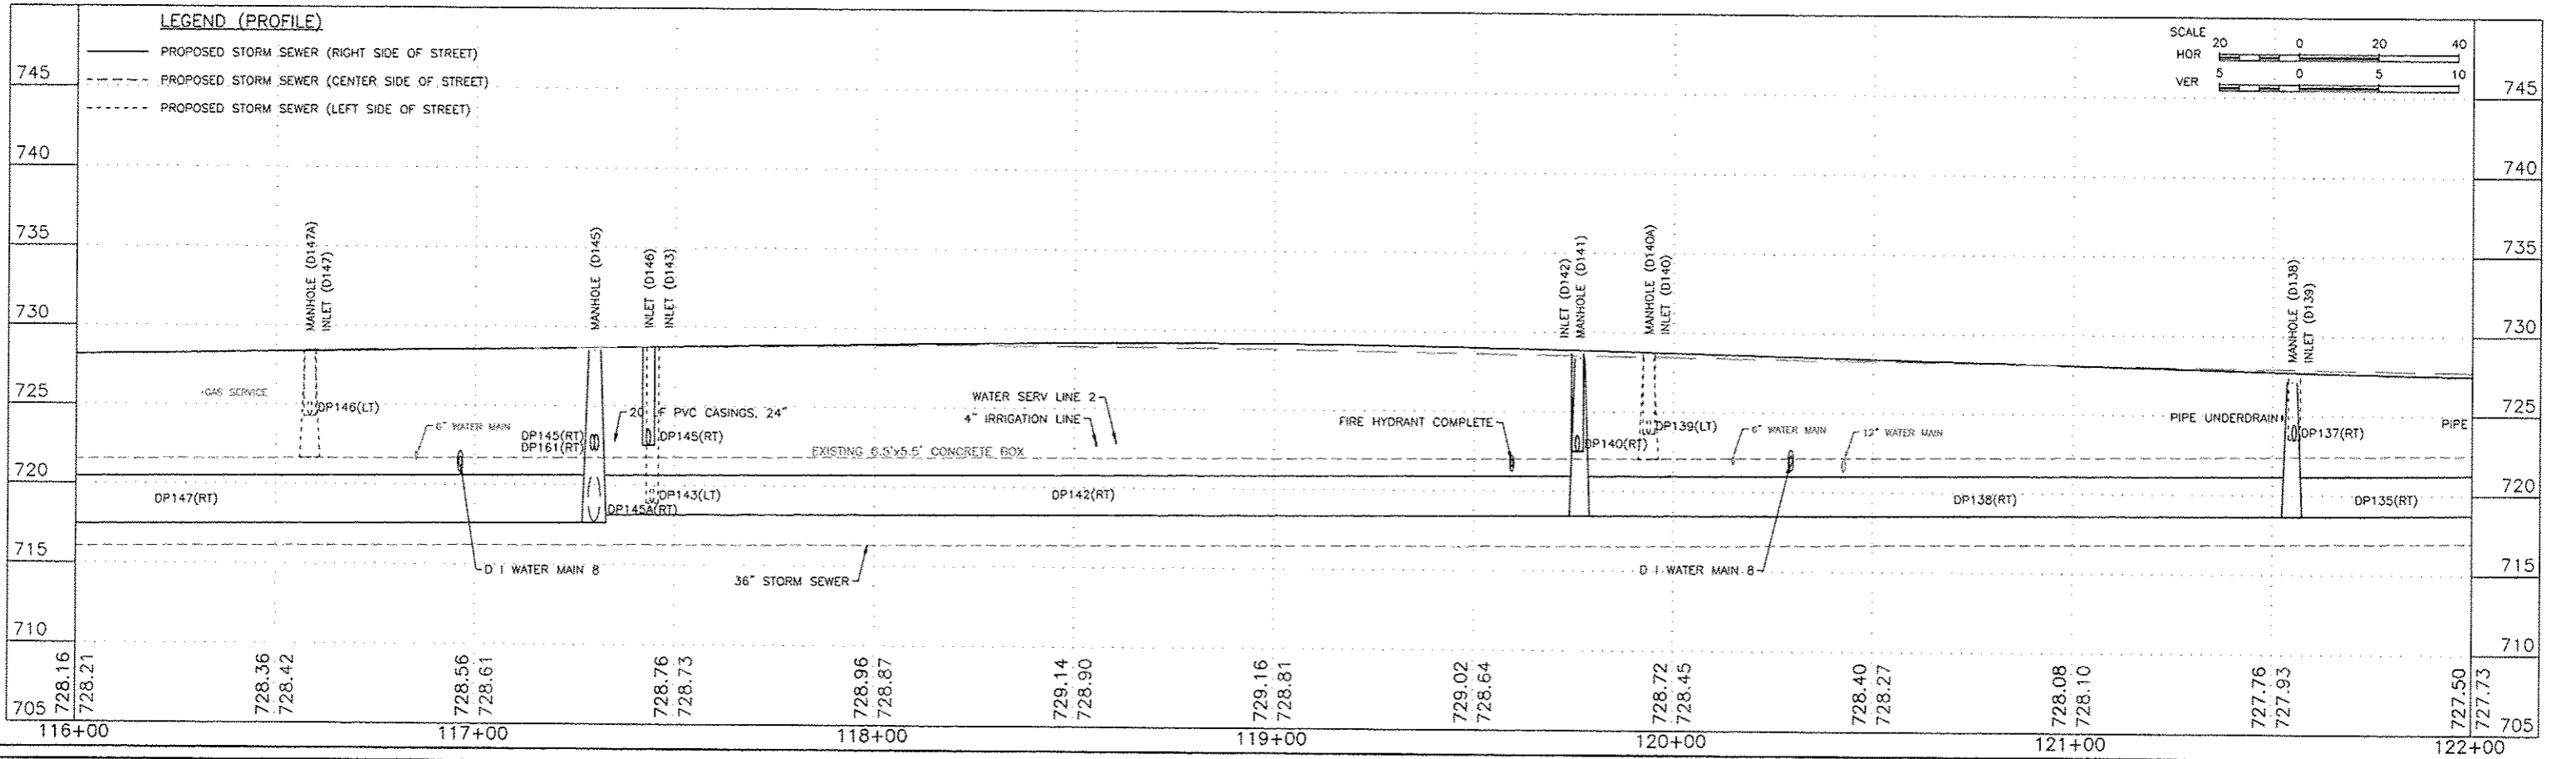 LEGEND (PROFILE)
PROPOSED STORM SEWER (RIGHT SIDE OF STREET)
PROPOSED STORM SEWER (CENTER SIDE OF STREET)
PROPOSED STORM SEWER (LEFT SIDE OF STREET)
SCALE
HOR 20 0 20 40
VER 5 0 5 10
745 745
740 740
735 735
730 730
725 725
720 720
715 715
710 710
705 705
MANHOLE (D147A)
INLET (D147)
MANHOLE (D145)
INLET (D146)
INLET (D143)
INLET (D142)
MANHOLE (D141)
MANHOLE (D140A)
INLET (D140)
MANHOLE (D138)
INLET (D139)
GAS SERVICE
DP146(LT)
6" WATER MAIN
DP145(RT)
DP161(RT)
20 F PVC CASINGS, 24"
DP145(RT)
WATER SERV LINE 2
4" IRRIGATION LINE
EXISTING 6.5'x5.5' CONCRETE BOX
FIRE HYDRANT COMPLETE
DP140(RT)
DP139(LT)
6" WATER MAIN
12" WATER MAIN
PIPE UNDERDRAIN
DP137(RT)
PIPE
DP147(RT)
DP145A(RT)
DP143(LT)
DP142(RT)
DP138(RT)
DP135(RT)
D I WATER MAIN 8
36" STORM SEWER
D I WATER MAIN 8
728.16
728.21
728.36
728.42
728.56
728.61
728.76
728.73
728.96
728.87
729.14
728.90
729.16
728.81
729.02
728.64
728.72
728.45
728.40
728.27
728.08
728.10
727.76
727.93
727.50
727.73
116+00 117+00 118+00 119+00 120+00 121+00 122+00